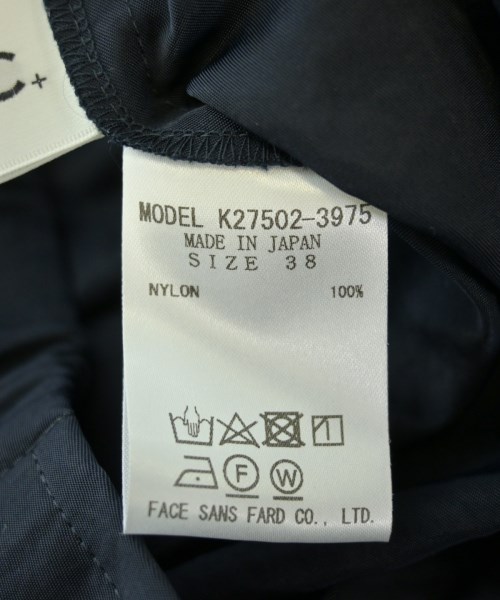 C+
MODEL K27502-3975
MADE IN JAPAN
SIZE 38
NYLON 100%
F W
FACE SANS FARD CO., LTD.